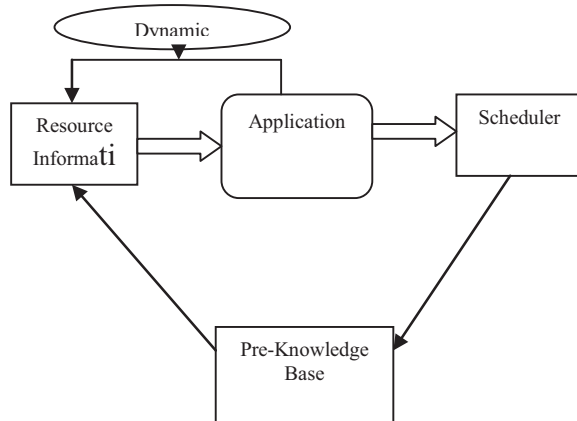 Dynamic
Resource
Informati
Application
Scheduler
Pre-Knowledge
Base